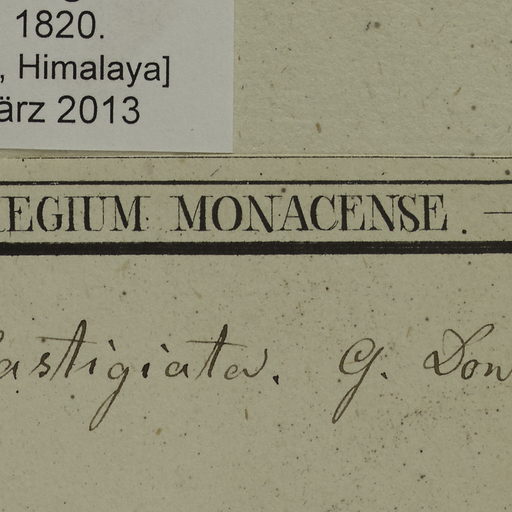 1820.
, Himalaya]
ärz 2013
EGIUM MONACENSE. —
astigiata. G. Don